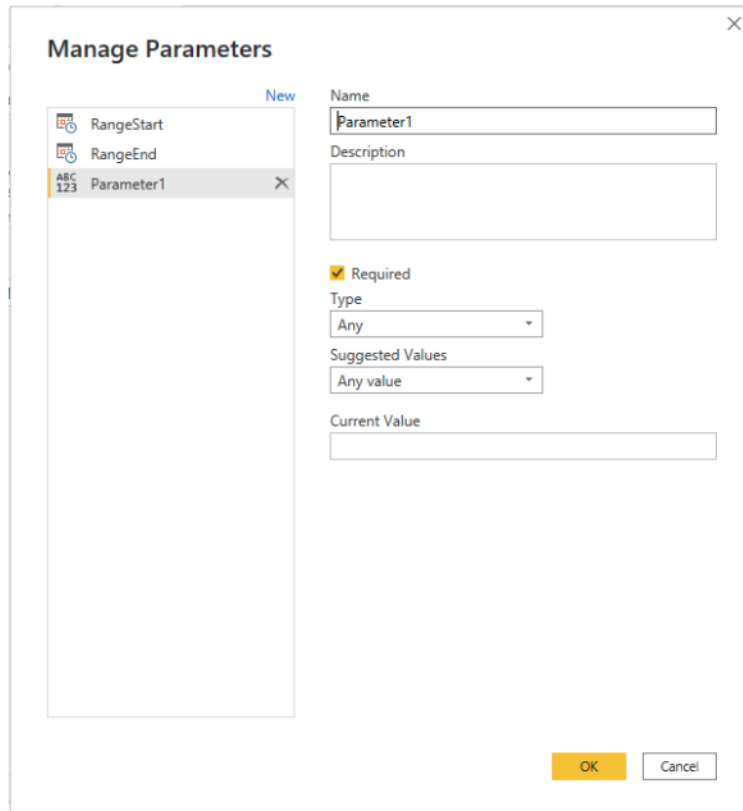 Manage Parameters
New
RangeStart
RangeEnd
ABC
123
Parameter1
Name
Parameter1
Description
Required
Type
Any
Suggested Values
Any value
Current Value
OK
Cancel